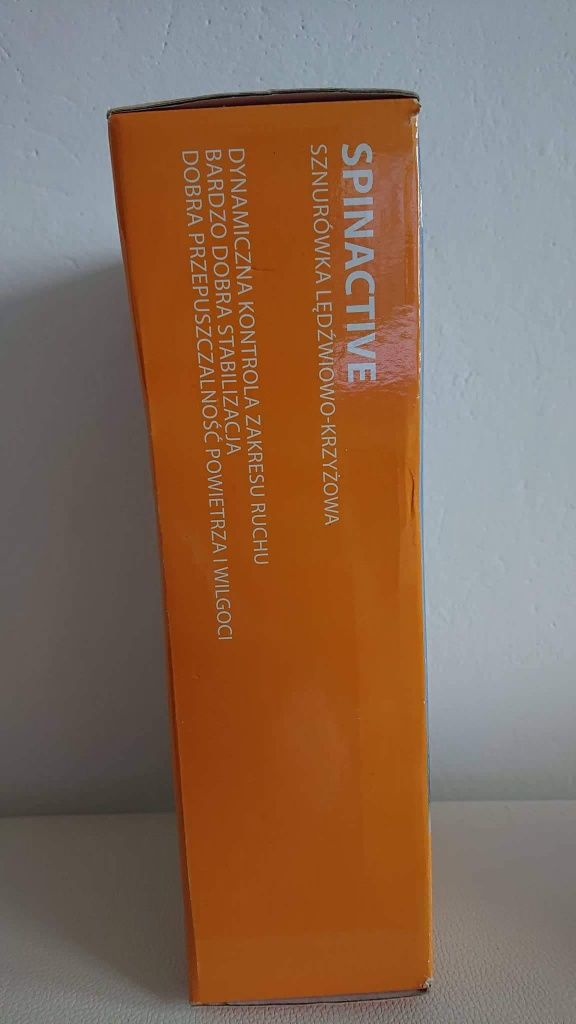 SPINACTIVE
SZNURÓWKA LĘDŹWIOWO-KRZYŻOWA
DYNAMICZNA KONTROLA ZAKRESU RUCHU
BARDZO DOBRA STABILIZACJA
DOBRA PRZEPUSZCZALNOŚĆ POWIETRZA I WILGOCI